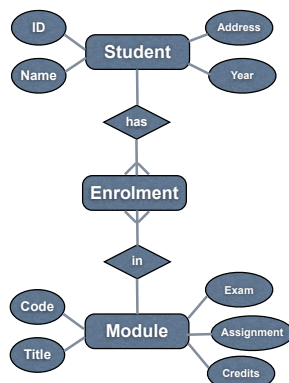 ID
Address
Student
Name
Year
has
Enrolment
in
Exam
Code
Module
Assignment
Title
Credits